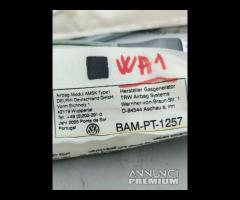 WA1
Airbag Modul AMSK Type1
DELPHI Deutschland GmbH
Vorm Eichholz 1
42119 Wuppertal
Tel.:+49 (0)202-291-0
Jahr 2005 Ponte de Sor
Portugal
Hersteller Gasgenerator
TRW Airbag Systems
Wernher-von-Braun-Str. 1
D-84544 Aschau a. Inn
BAM-PT-1257
ANNUNCI
PREMIUM